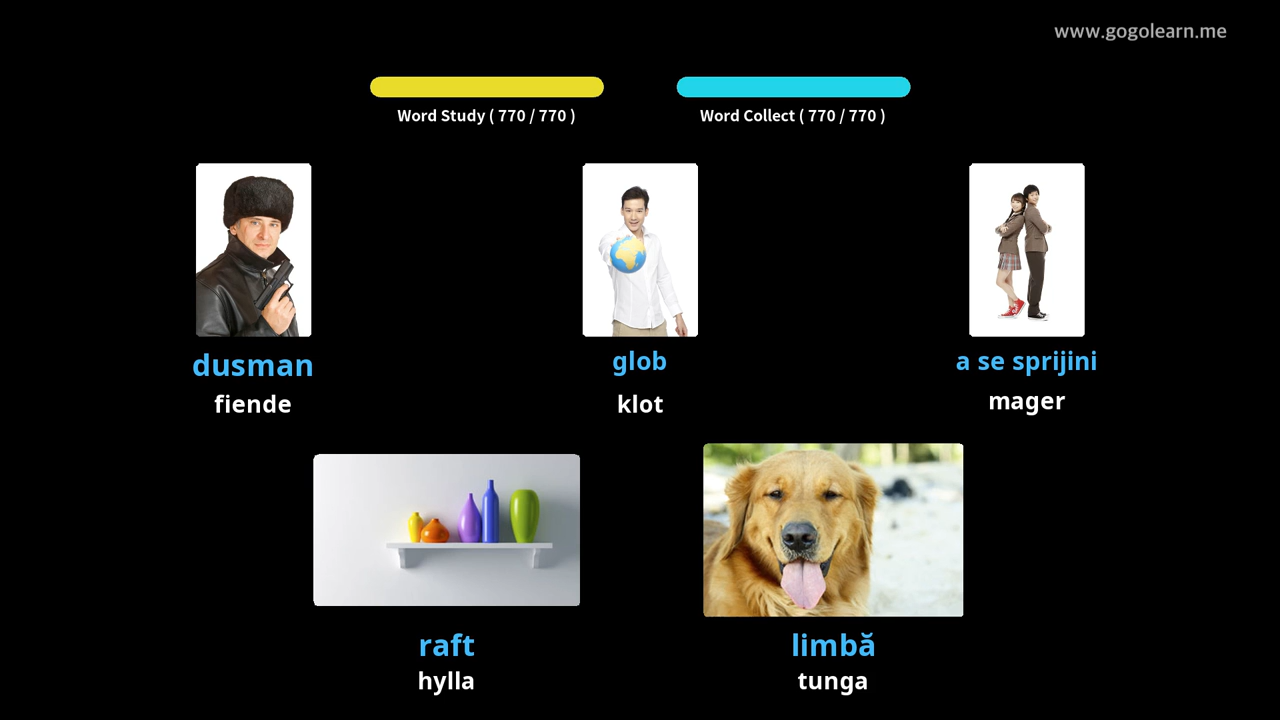 www.gogolearn.me
Word Study ( 770 / 770 )
Word Collect ( 770 / 770 )
dusman
fiende
glob
klot
a se sprijini
mager
raft
hylla
limbă
tunga